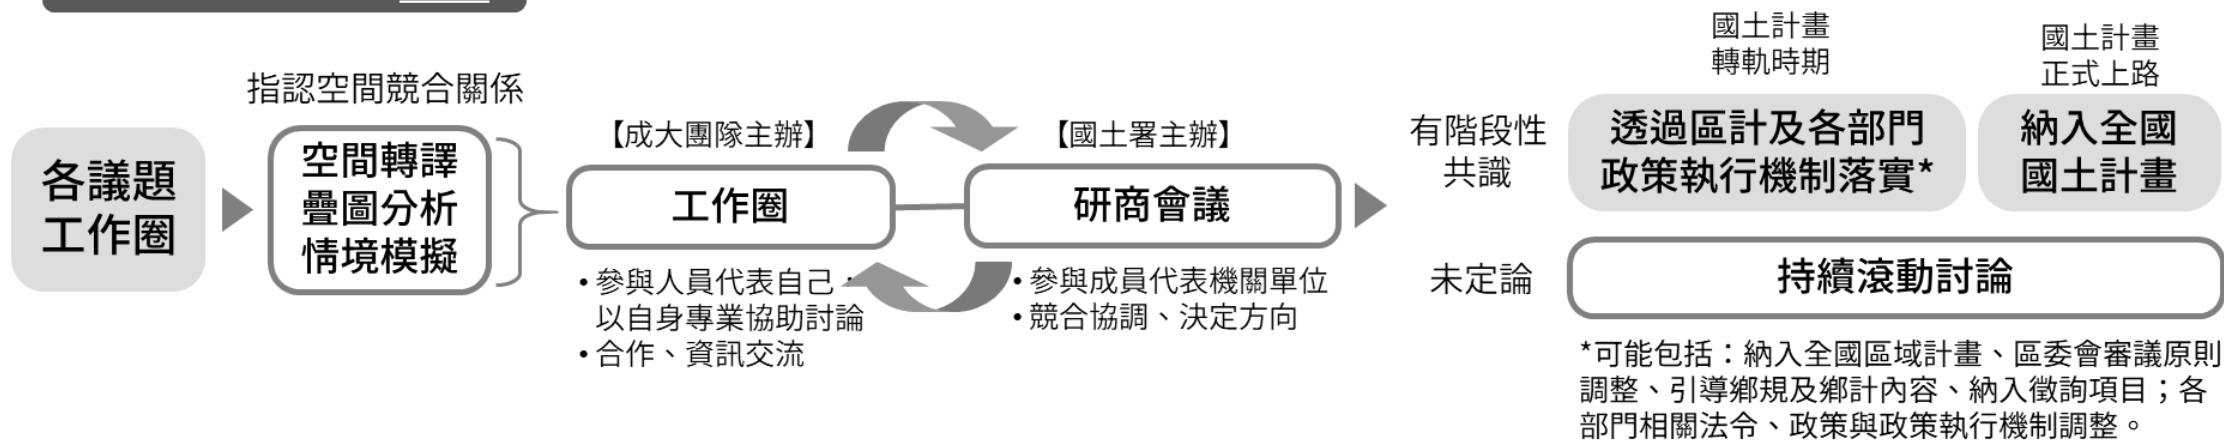 各議題
工作圈
指認空間競合關係
空間轉譯
疊圖分析
情境模擬
【成大團隊主辦】
工作圈
•參與人員代表自己，
以自身專業協助討論
•合作、資訊交流
【國土署主辦】
研商會議
•參與成員代表機關單位
•競合協調、決定方向
有階段性
共識
國土計畫
轉軌時期
透過區計及各部門
政策執行機制落實*
國土計畫
正式上路
納入全國
國土計畫
未定論
持續滾動討論
*可能包括：納入全國區域計畫、區委會審議原則
調整、引導鄉規及鄉計內容、納入徵詢項目；各
部門相關法令、政策與政策執行機制調整。